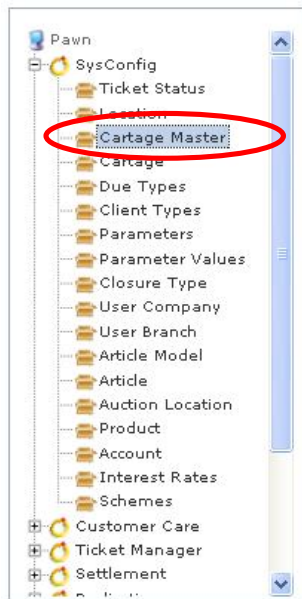 Pawn
SysConfig
Ticket Status
Location
Cartage Master
Cartage
Due Types
Client Types
Parameters
Parameter Values
Closure Type
User Company
User Branch
Article Model
Article
Auction Location
Product
Account
Interest Rates
Schemes
Customer Care
Ticket Manager
Settlement